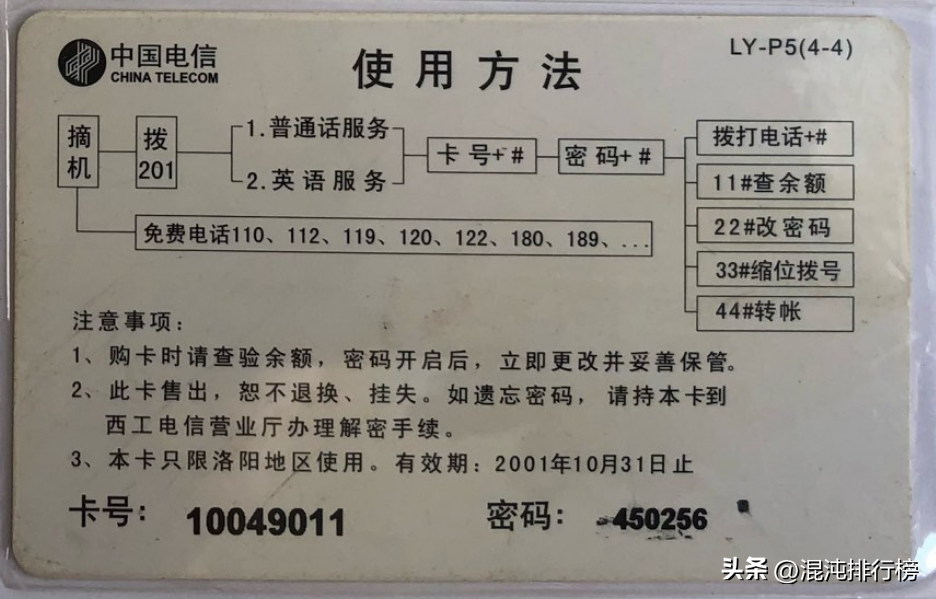 中国电信
CHINA TELECOM
使用方法
LY-P5(4-4)
摘机
拨
201
1.普通话服务
2.英语服务
卡号+#
密码+#
拨打电话+#
11#查余额
22#改密码
33#缩位拨号
44#转帐
免费电话110、112、119、120、122、180、189、...
注意事项：
1、购卡时请查验余额，密码开启后，立即更改并妥善保管。
2、此卡售出，恕不退换、挂失。如遗忘密码，请持本卡到
西工电信营业厅办理解密手续。
3、本卡只限洛阳地区使用。有效期：2001年10月31日止
卡号： 10049011 密码： 450256
头条 @混沌排行榜